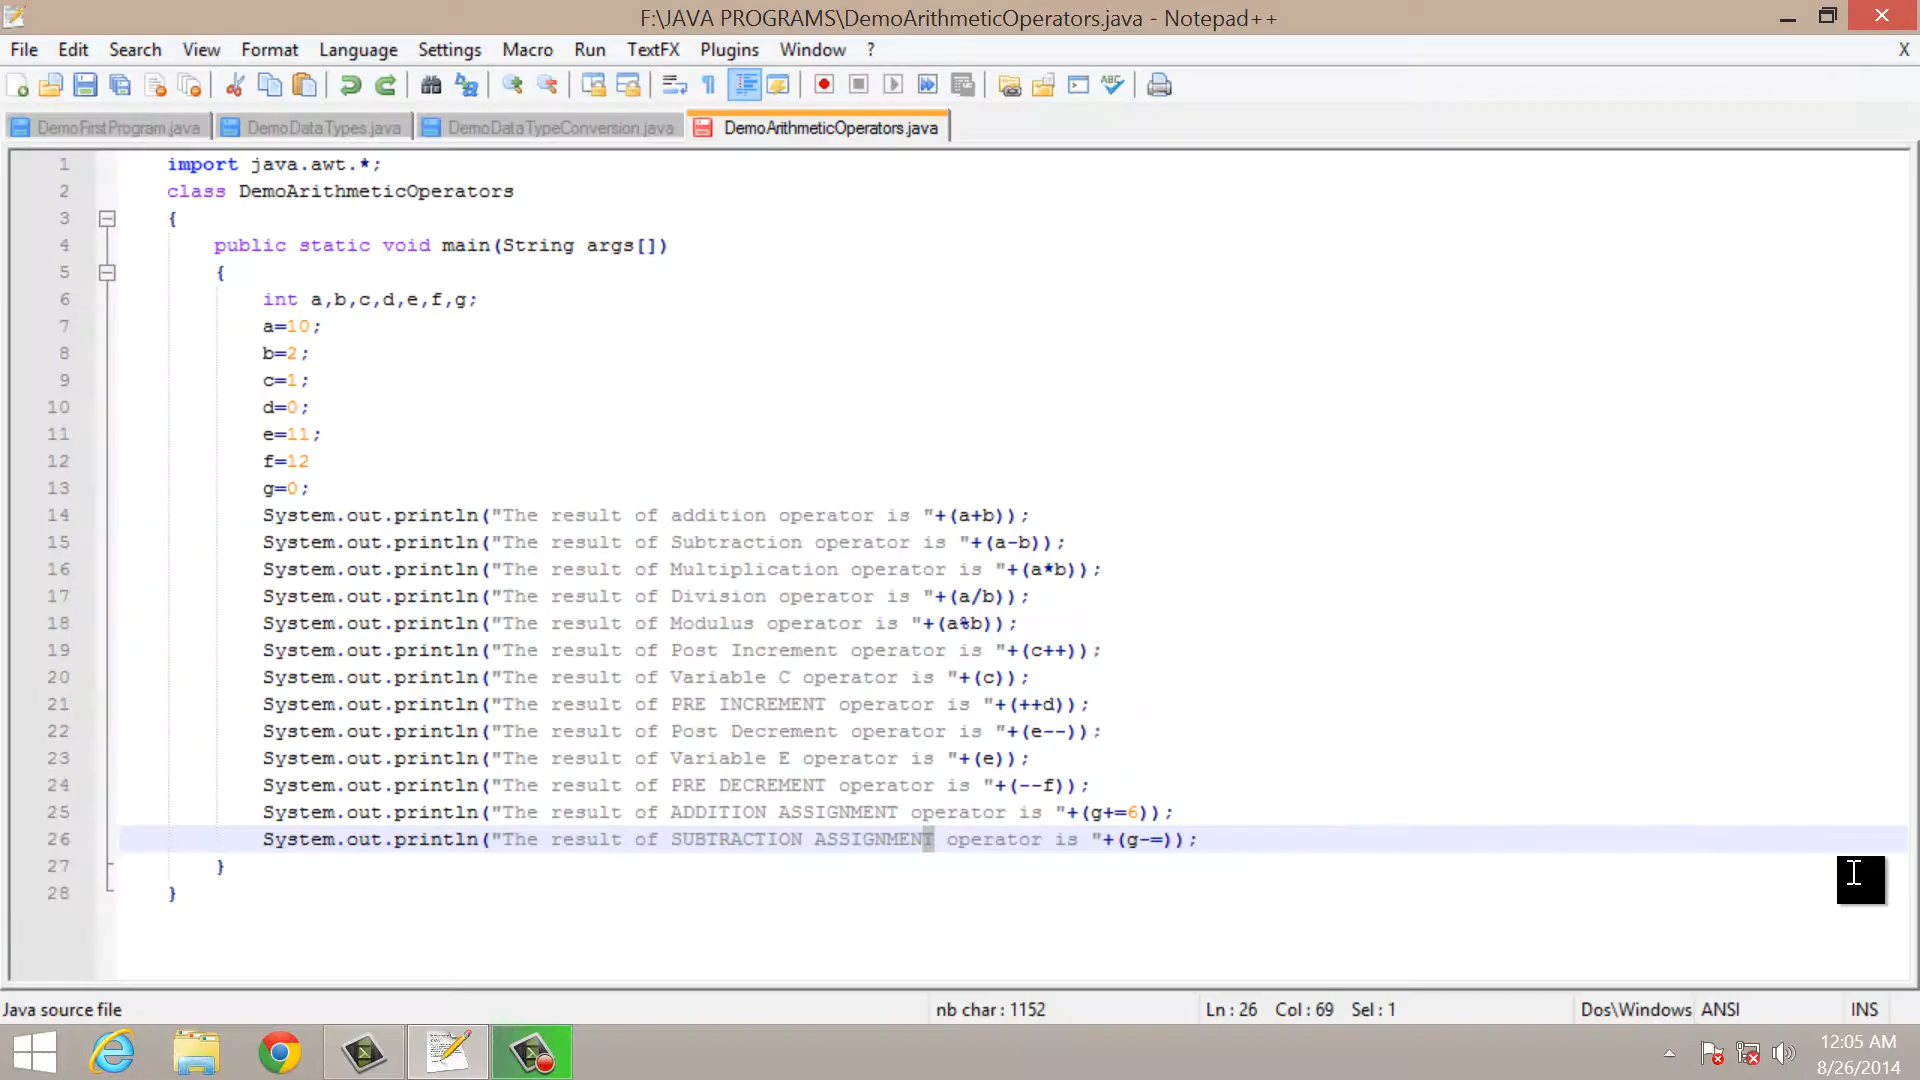 F:\JAVA PROGRAMS\DemoArithmeticOperators.java - Notepad++
File Edit Search View Format Language Settings Macro Run TextFX Plugins Window ? X
DemoFirstProgram.java DemoDataTypes.java DemoDataTypeConversion.java DemoArithmeticOperators.java
1 import java.awt.*;
2 class DemoArithmeticOperators
3 {
4 public static void main(String args[])
5 {
6 int a,b,c,d,e,f,g;
7 a=10;
8 b=2;
9 c=1;
10 d=0;
11 e=11;
12 f=12
13 g=0;
14 System.out.println("The result of addition operator is "+(a+b));
15 System.out.println("The result of Subtraction operator is "+(a-b));
16 System.out.println("The result of Multiplication operator is "+(a*b));
17 System.out.println("The result of Division operator is "+(a/b));
18 System.out.println("The result of Modulus operator is "+(a%b));
19 System.out.println("The result of Post Increment operator is "+(c++));
20 System.out.println("The result of Variable C operator is "+(c));
21 System.out.println("The result of PRE INCREMENT operator is "+(++d));
22 System.out.println("The result of Post Decrement operator is "+(e--));
23 System.out.println("The result of Variable E operator is "+(e));
24 System.out.println("The result of PRE DECREMENT operator is "+(--f));
25 System.out.println("The result of ADDITION ASSIGNMENT operator is "+(g+=6));
26 System.out.println("The result of SUBTRACTION ASSIGNMENT operator is "+(g-=));
27 }
28 }
Java source file nb char : 1152 Ln : 26 Col : 69 Sel : 1 Dos\Windows ANSI INS
12:05 AM
8/26/2014